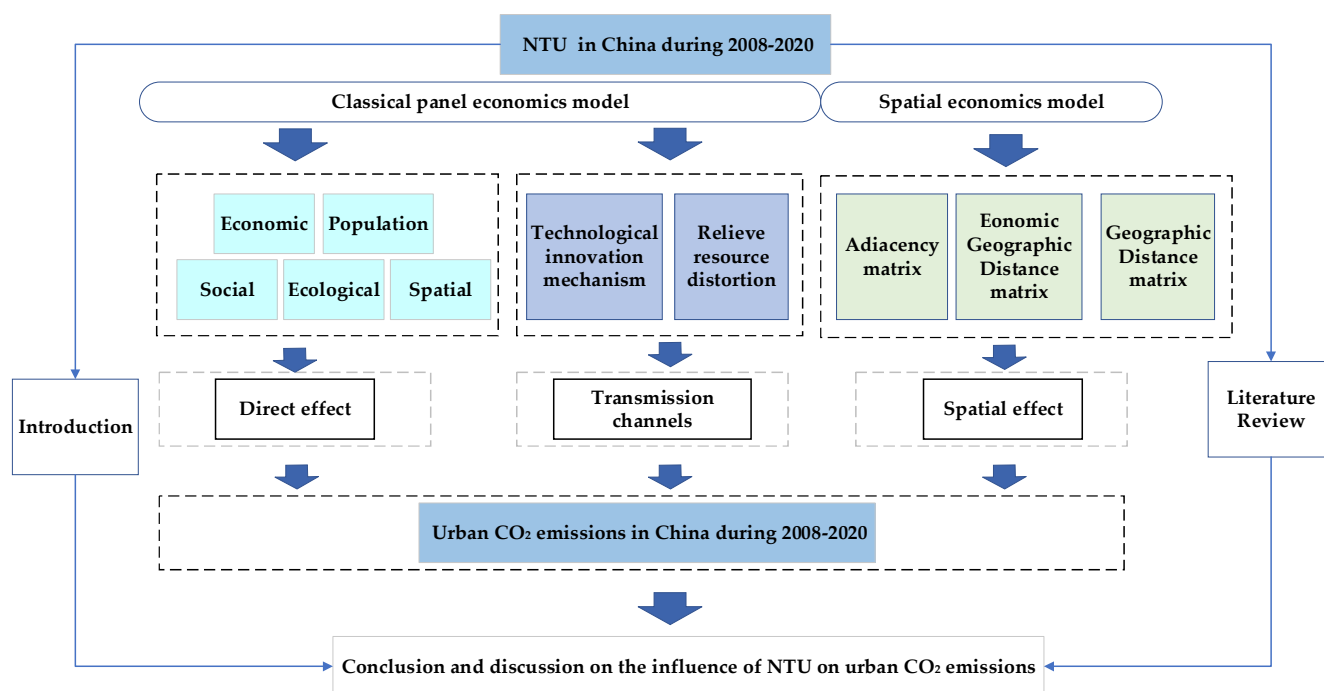 NTU in China during 2008-2020
Classical panel economics model
Spatial economics model
Economic
Population
Social
Ecological
Spatial
Technological
innovation
mechanism
Relieve
resource
distortion
Adiacency
matrix
Eonomic
Geographic
Distance
matrix
Geographic
Distance
matrix
Introduction
Direct effect
Transmission
channels
Spatial effect
Literature
Review
Urban CO₂ emissions in China during 2008-2020
Conclusion and discussion on the influence of NTU on urban CO₂ emissions